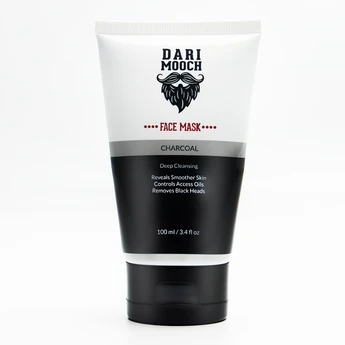 DARI
MOOCH
FACE MASK
CHARCOAL
Deep Cleansing
Reveals Smoother Skin
Controls Access Oils
Removes Black Heads
100 ml / 3.4 fl oz